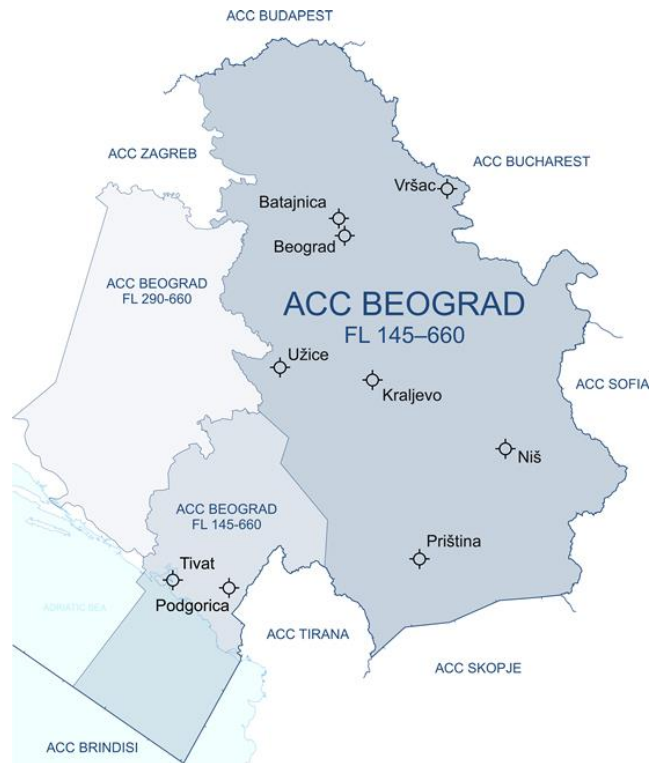 ACC BUDAPEST
ACC ZAGREB
ACC BUCHAREST
Vršac
Batajnica
Beograd
ACC BEOGRAD
FL 290-660
ACC BEOGRAD
FL 145–660
Užice
ACC SOFIA
Kraljevo
Niš
ACC BEOGRAD
FL 145-660
Priština
Tivat
Podgorica
ADRIATIC SEA
ACC TIRANA
ACC SKOPJE
ACC BRINDISI